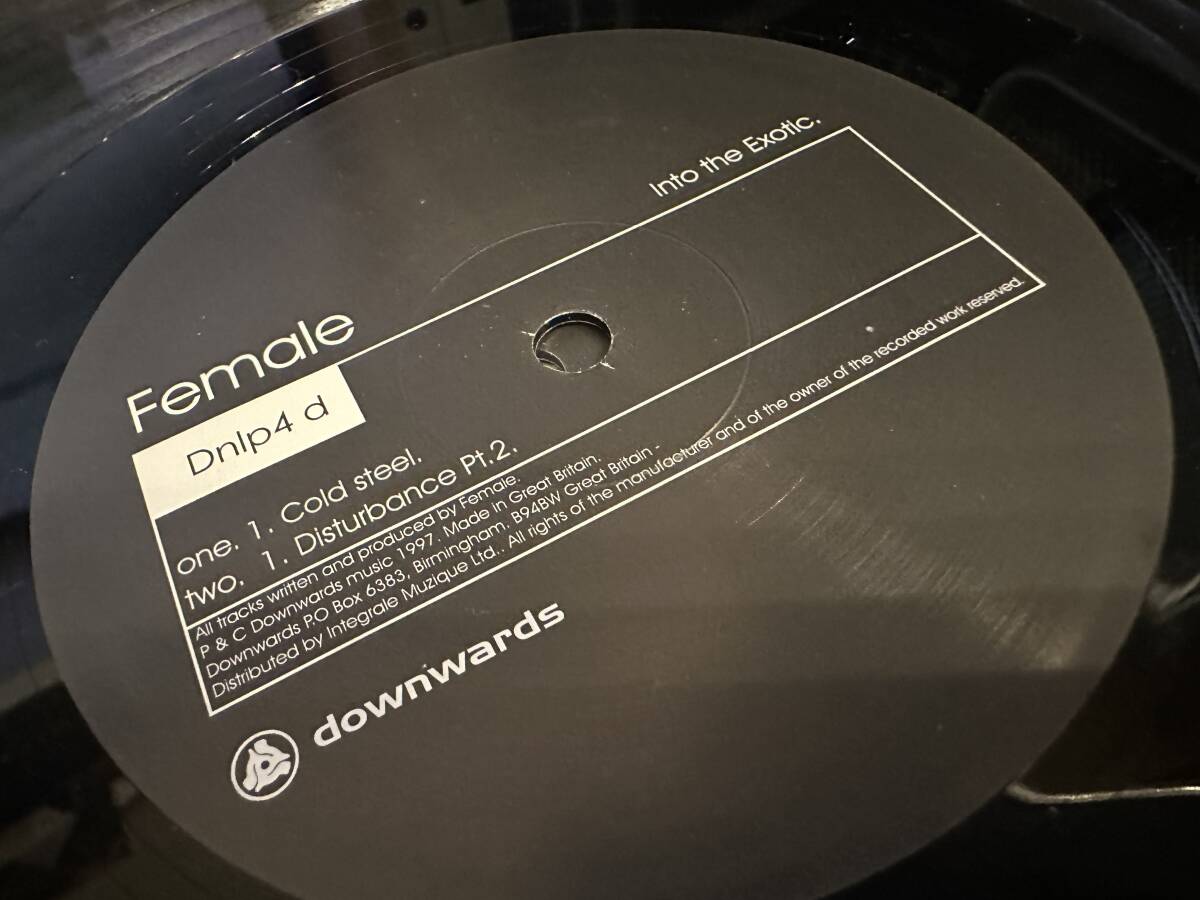 Into the Exotic.
Female
Dnlp4 d
one. 1. Cold steel.
two. 1. Disturbance Pt.2.
All tracks written and produced by Female.
P & C Downwards music 1997. Made in Great Britain.
Downwards P.O Box 6383, Birmingham, B94BW Great Britain -
Distributed by Integrale Muzique Ltd.. All rights of the manufacturer and of the owner of the recorded work reserved.
downwards